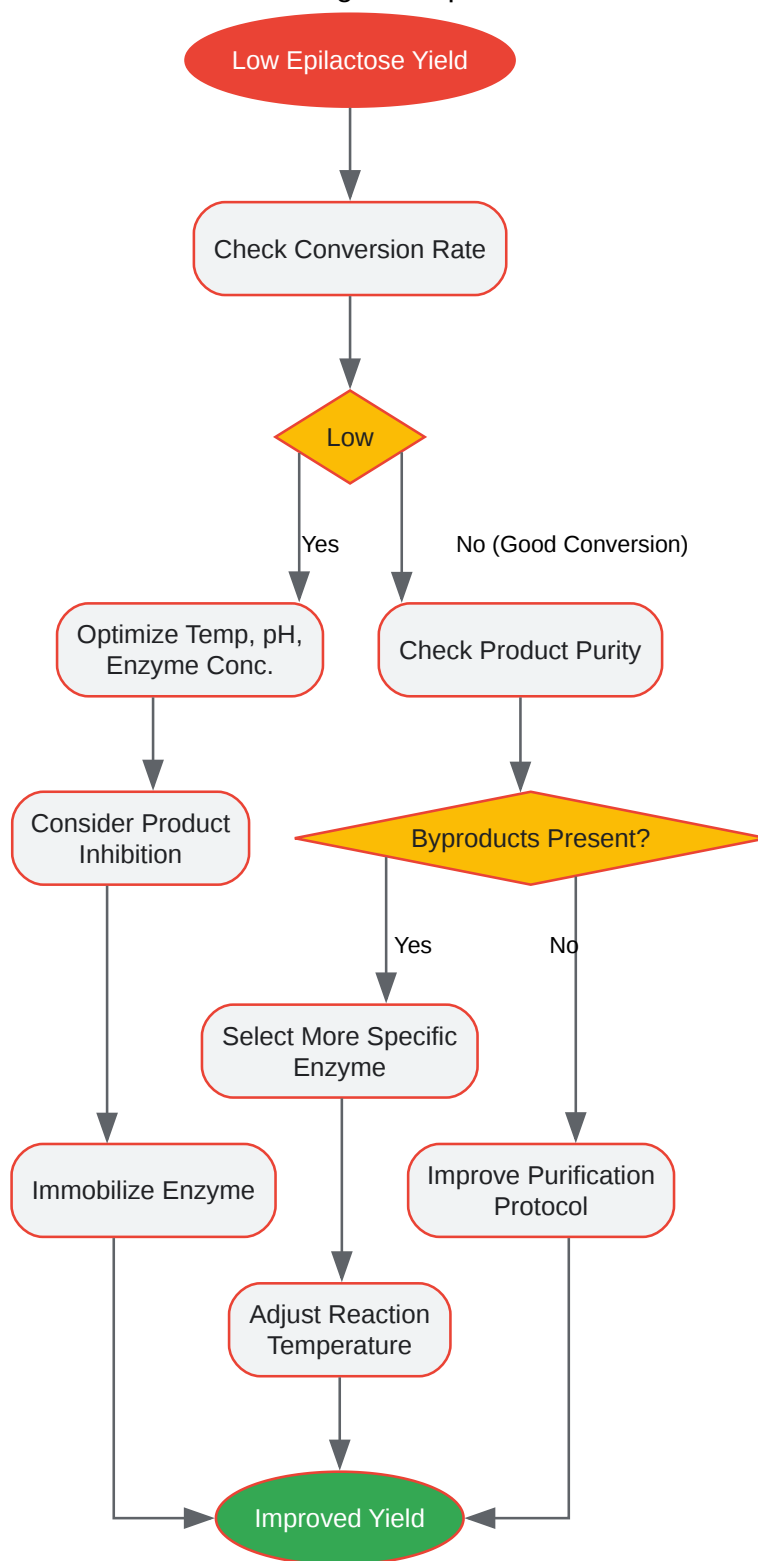 Low Epilactose Yield
Check Conversion Rate
Low
Yes
No (Good Conversion)
Optimize Temp, pH,
Enzyme Conc.
Check Product Purity
Consider Product
Inhibition
Byproducts Present?
Yes
No
Select More Specific
Enzyme
Immobilize Enzyme
Improve Purification
Protocol
Adjust Reaction
Temperature
Improved Yield